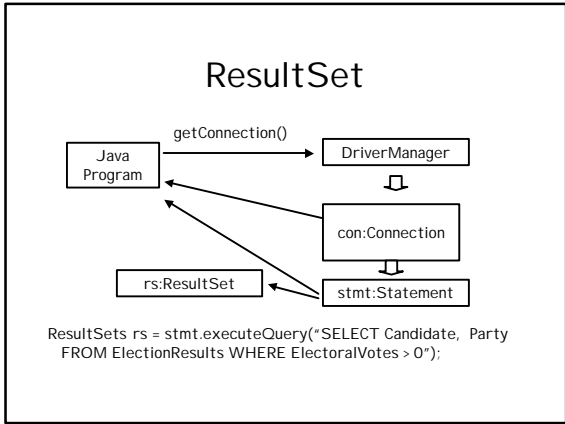 ResultSet
getConnection()
Java
Program
DriverManager
con:Connection
rs:ResultSet
stmt:Statement
ResultSets rs = stmt.executeQuery(“SELECT Candidate, Party
FROM ElectionResults WHERE ElectoralVotes > 0”);